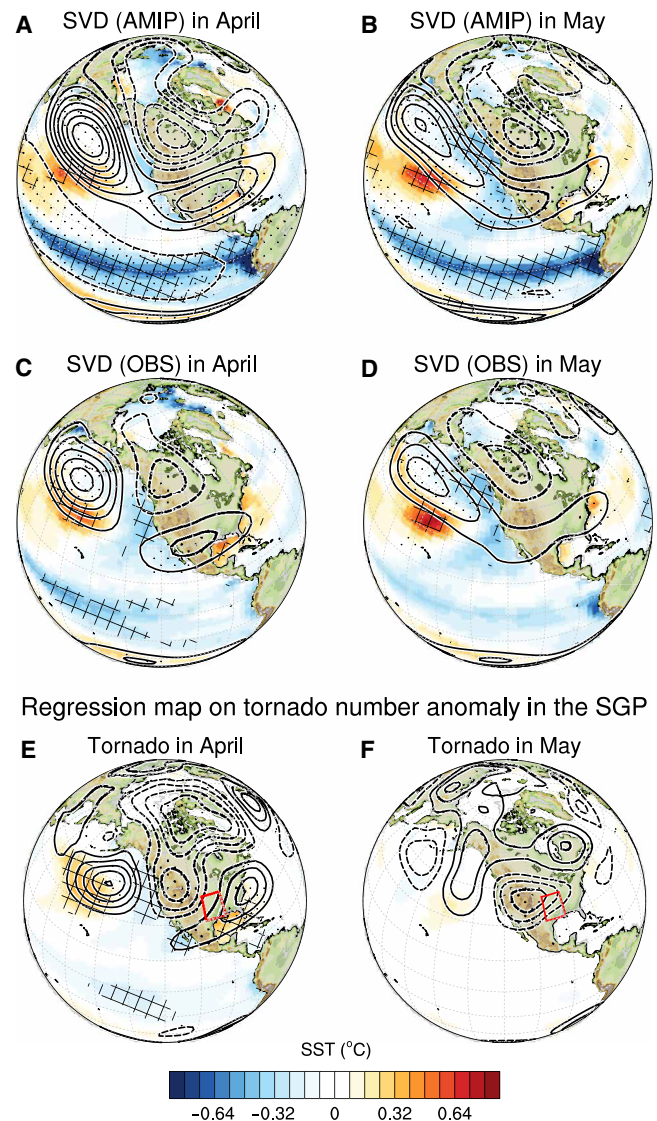 A SVD (AMIP) in April
B SVD (AMIP) in May
C SVD (OBS) in April
D SVD (OBS) in May
Regression map on tornado number anomaly in the SGP
E Tornado in April
F Tornado in May
SST (°C)
−0.64 −0.32 0 0.32 0.64